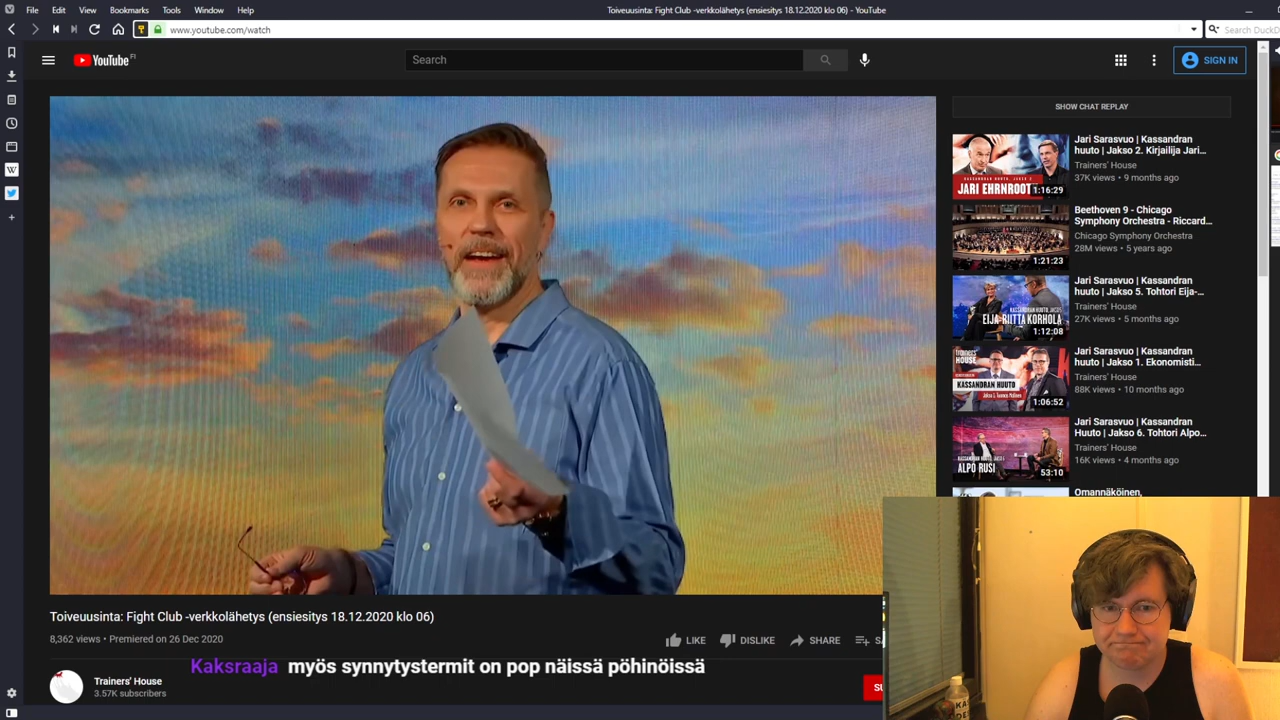 File Edit View Bookmarks Tools Window Help
Toiveuusinta: Fight Club -verkkolähetys (ensiesitys 18.12.2020 klo 06) - YouTube
www.youtube.com/watch
Search DuckD
YouTube FI
Search
SIGN IN
SHOW CHAT REPLAY
Jari Sarasvuo | Kassandran
huuto | Jakso 2. Kirjailija Jari...
Trainers' House
37K views • 9 months ago
JARI EHRNROOT
1:16:29
Beethoven 9 - Chicago
Symphony Orchestra - Riccard...
Chicago Symphony Orchestra
28M views • 5 years ago
1:21:23
Jari Sarasvuo | Kassandran
huuto | Jakso 5. Tohtori Eija-...
Trainers' House
27K views • 5 months ago
EIJA-RIITTA
KORHOLA
1:12:08
Jari Sarasvuo | Kassandran
huuto | Jakso 1. Ekonomisti...
Trainers' House
88K views • 10 months ago
Trainers'
HOUSE
KASSANDRAN HUUTO
1:06:52
Jari Sarasvuo | Kassandran
Huuto | Jakso 6. Tohtori Alpo...
Trainers' House
16K views • 4 months ago
ALPO RUSI
53:10
Omannäköinen,
Toiveuusinta: Fight Club -verkkolähetys (ensiesitys 18.12.2020 klo 06)
8,362 views • Premiered on 26 Dec 2020
LIKE DISLIKE SHARE SA
Kaksraaja myös synnytystermit on pop näissä pöhinöissä
Trainers' House
3.57K subscribers
SU